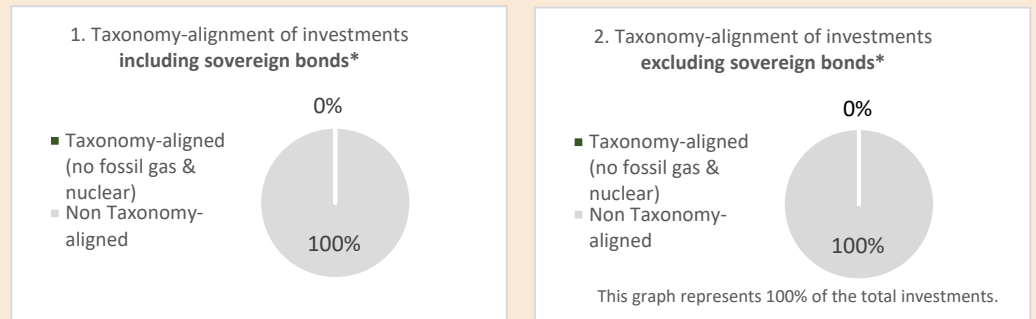 1. Taxonomy-alignment of investments
including sovereign bonds*
0%
Taxonomy-aligned
(no fossil gas &
nuclear)
Non Taxonomy-
aligned
100%
2. Taxonomy-alignment of investments
excluding sovereign bonds*
0%
Taxonomy-aligned
(no fossil gas &
nuclear)
Non Taxonomy-
aligned
100%
This graph represents 100% of the total investments.